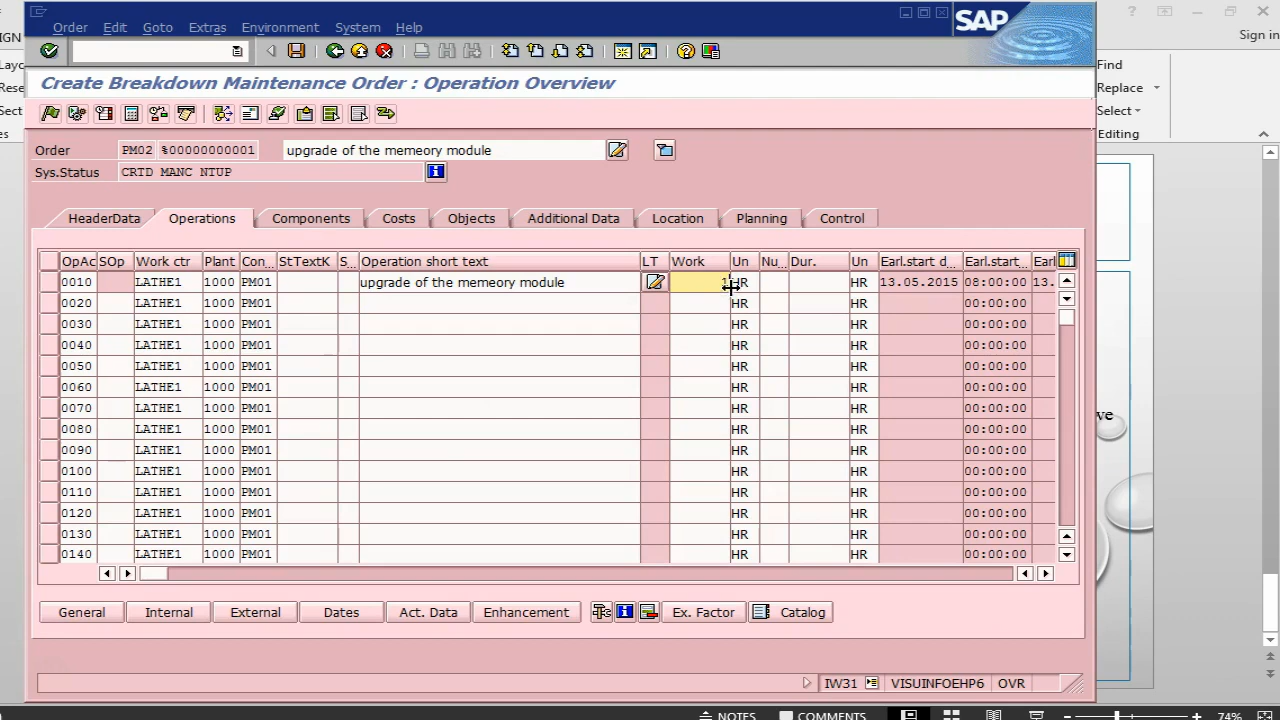 Order Edit Goto Extras Environment System Help
SAP
Sign in
Create Breakdown Maintenance Order : Operation Overview
Find
Replace
Select
Editing
Order PM02 %00000000001 upgrade of the memeory module
Sys.Status CRTD MANC NTUP
HeaderData Operations Components Costs Objects Additional Data Location Planning Control
OpAc SOp Work ctr Plant Con... StTextK S... Operation short text LT Work Un Nu... Dur. Un Earl.start d... Earl.start... Earl
0010 LATHE1 1000 PM01 upgrade of the memeory module 1 HR HR 13.05.2015 08:00:00 13.
0020 LATHE1 1000 PM01 HR HR 00:00:00
0030 LATHE1 1000 PM01 HR HR 00:00:00
0040 LATHE1 1000 PM01 HR HR 00:00:00
0050 LATHE1 1000 PM01 HR HR 00:00:00
0060 LATHE1 1000 PM01 HR HR 00:00:00
0070 LATHE1 1000 PM01 HR HR 00:00:00
0080 LATHE1 1000 PM01 HR HR 00:00:00
0090 LATHE1 1000 PM01 HR HR 00:00:00
0100 LATHE1 1000 PM01 HR HR 00:00:00
0110 LATHE1 1000 PM01 HR HR 00:00:00
0120 LATHE1 1000 PM01 HR HR 00:00:00
0130 LATHE1 1000 PM01 HR HR 00:00:00
0140 LATHE1 1000 PM01 HR HR 00:00:00
General Internal External Dates Act. Data Enhancement Ex. Factor Catalog
IW31 VISUINFOEHP6 OVR
NOTES COMMENTS 74%